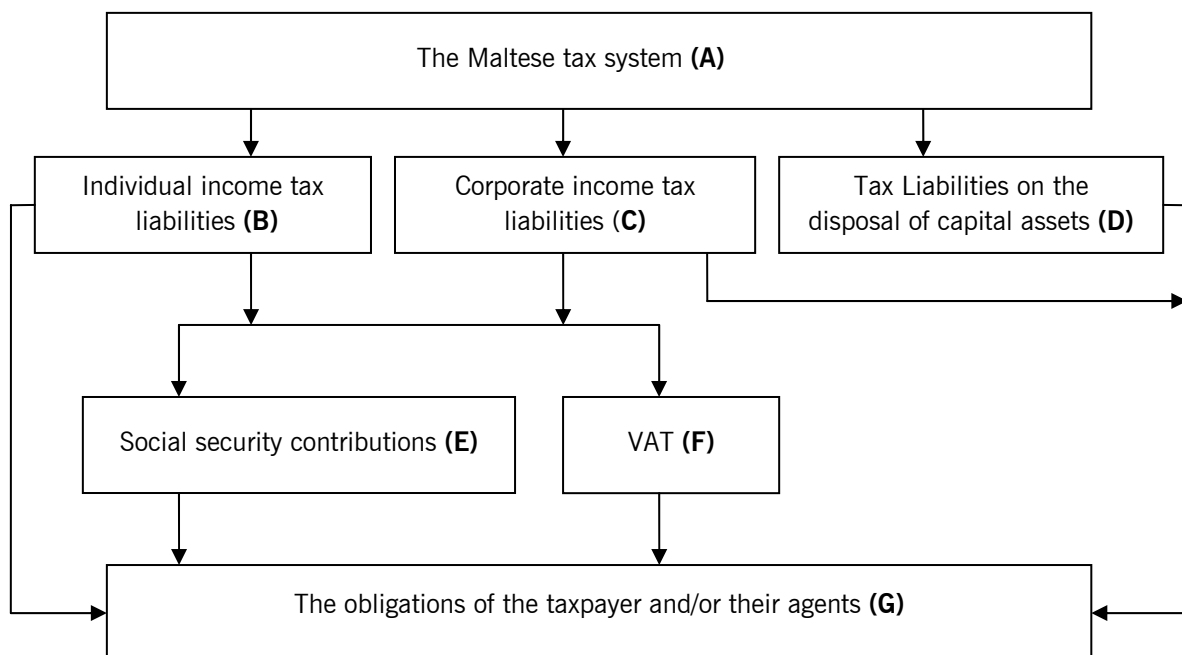 The Maltese tax system (A)
Individual income tax
liabilities (B)
Corporate income tax
liabilities (C)
Tax Liabilities on the
disposal of capital assets (D)
Social security contributions (E)
VAT (F)
The obligations of the taxpayer and/or their agents (G)